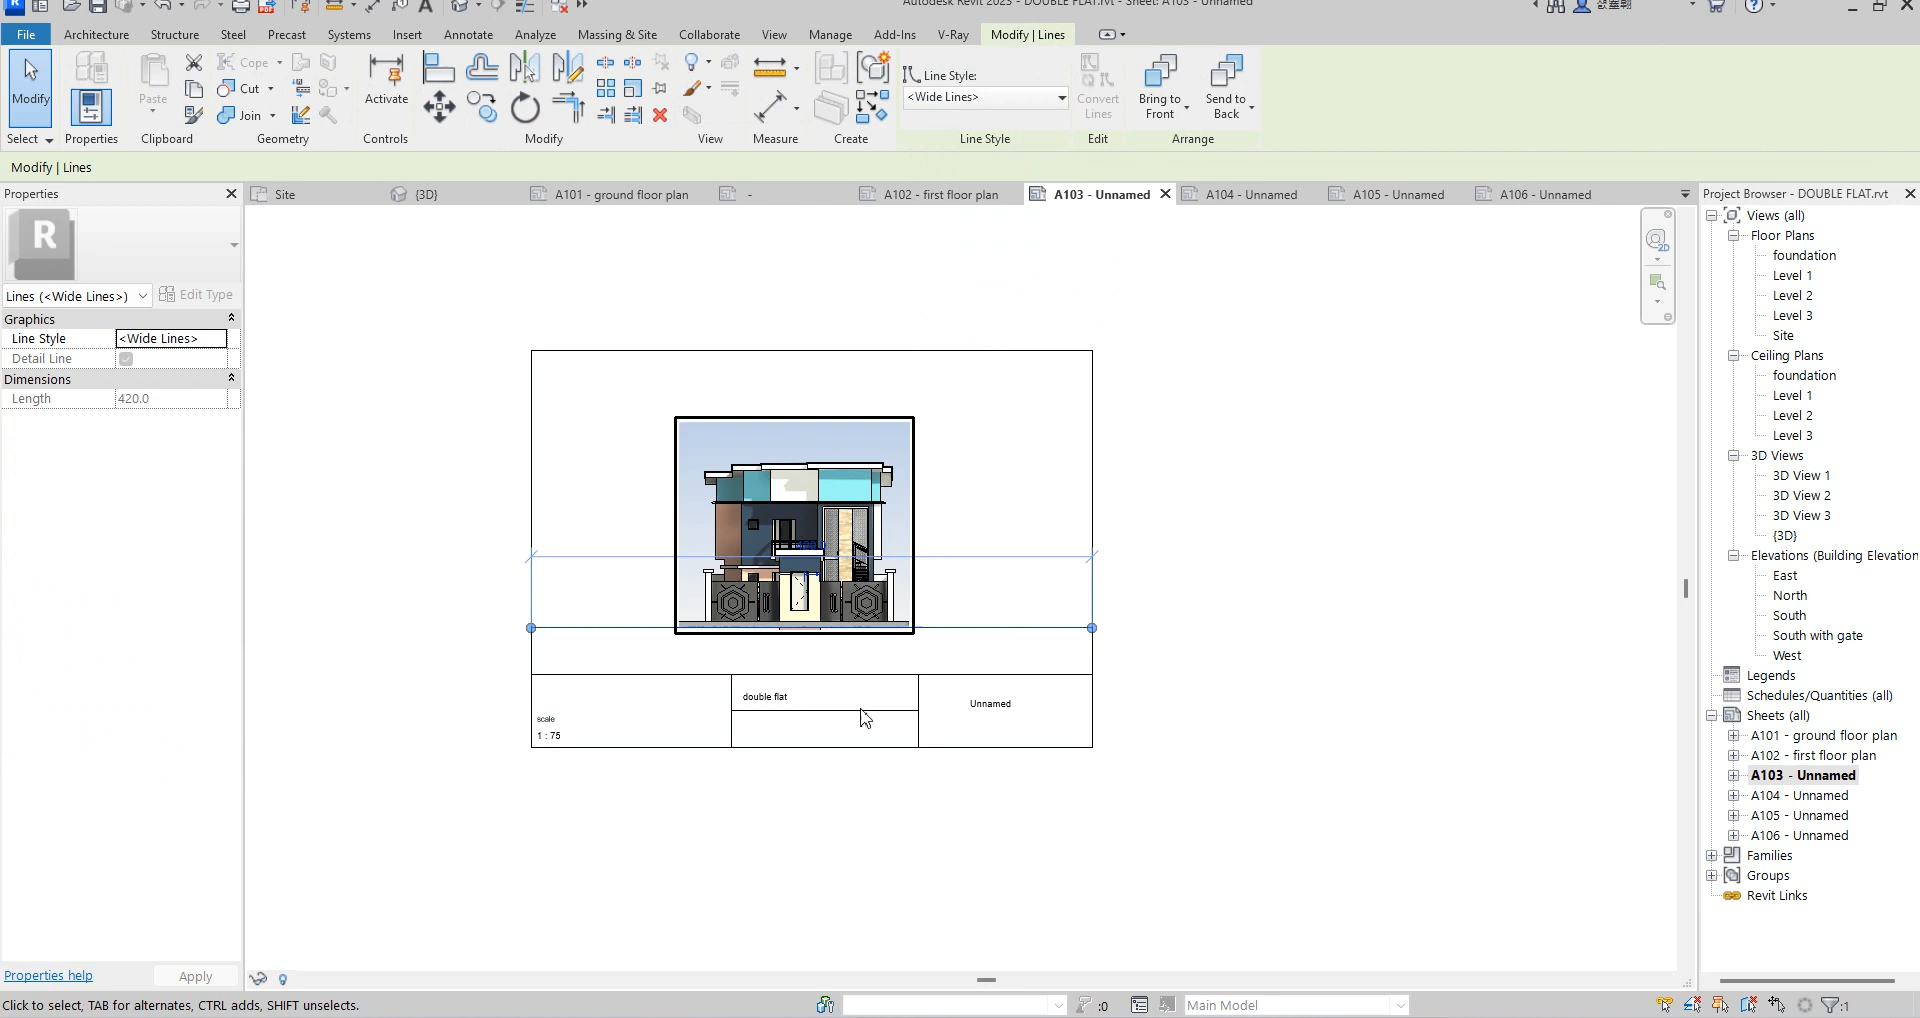 Autodesk Revit 2023 - DOUBLE FLAT.rvt - Sheet: A103 - Unnamed
File Architecture Structure Steel Precast Systems Insert Annotate Analyze Massing & Site Collaborate View Manage Add-Ins V-Ray Modify | Lines
Modify
Select
Properties
Paste
Clipboard
Cope
Cut
Join
Geometry
Activate
Controls
Modify
View
Measure
Create
Line Style:
<Wide Lines>
Line Style
Convert
Lines
Edit
Bring to
Front
Send to
Back
Arrange
Modify | Lines
Properties
Site {3D} A101 - ground floor plan - A102 - first floor plan A103 - Unnamed A104 - Unnamed A105 - Unnamed A106 - Unnamed
R
Lines (<Wide Lines>) Edit Type
Graphics
Line Style <Wide Lines>
Detail Line
Dimensions
Length 420.0
Properties help Apply
2D
double flat
scale
1 : 75
Unnamed
Project Browser - DOUBLE FLAT.rvt
Views (all)
Floor Plans
foundation
Level 1
Level 2
Level 3
Site
Ceiling Plans
foundation
Level 1
Level 2
Level 3
3D Views
3D View 1
3D View 2
3D View 3
{3D}
Elevations (Building Elevation
East
North
South
South with gate
West
Legends
Schedules/Quantities (all)
Sheets (all)
A101 - ground floor plan
A102 - first floor plan
A103 - Unnamed
A104 - Unnamed
A105 - Unnamed
A106 - Unnamed
Families
Groups
Revit Links
Click to select, TAB for alternates, CTRL adds, SHIFT unselects. :0 Main Model :1